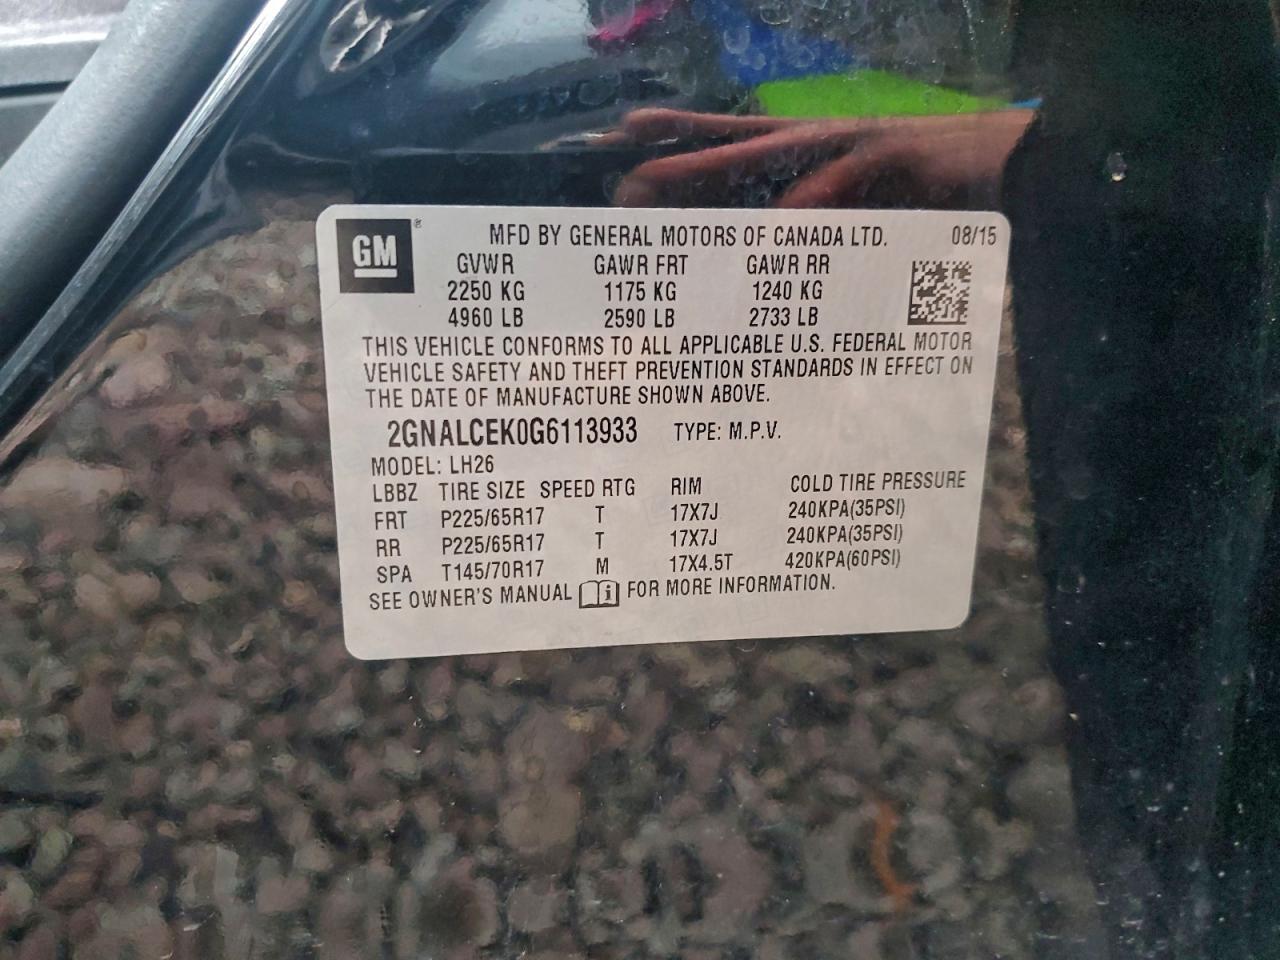 GM ®
MFD BY GENERAL MOTORS OF CANADA LTD. 08/15
GVWR GAWR FRT GAWR RR
2250 KG 1175 KG 1240 KG
4960 LB 2590 LB 2733 LB
THIS VEHICLE CONFORMS TO ALL APPLICABLE U.S. FEDERAL MOTOR
VEHICLE SAFETY AND THEFT PREVENTION STANDARDS IN EFFECT ON
THE DATE OF MANUFACTURE SHOWN ABOVE.
2GNALCEK0G6113933 TYPE: M.P.V.
MODEL: LH26
LBBZ TIRE SIZE SPEED RTG RIM COLD TIRE PRESSURE
FRT P225/65R17 T 17X7J 240KPA(35PSI)
RR P225/65R17 T 17X7J 240KPA(35PSI)
SPA T145/70R17 M 17X4.5T 420KPA(60PSI)
SEE OWNER'S MANUAL i FOR MORE INFORMATION.